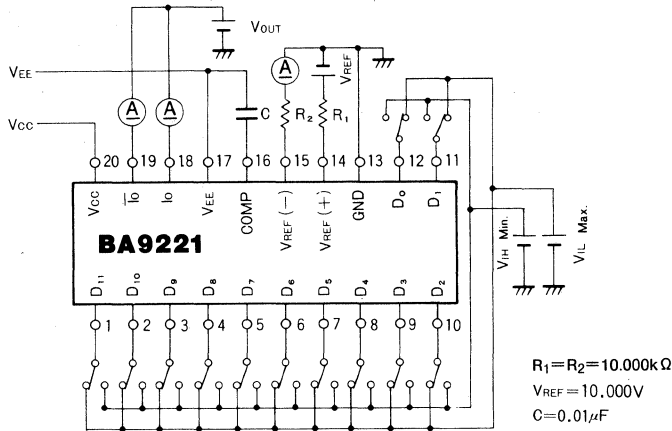 VOUT
A
VREF
VEE
A A
C R2 R1
VCC
20 19 18 17 16 15 14 13 12 11
VCC I̅o̅ Io VEE COMP VREF(−) VREF(+) GND D0 D1
BA9221
VIH Min. VIL Max.
D11 D10 D9 D8 D7 D6 D5 D4 D3 D2
1 2 3 4 5 6 7 8 9 10
R1=R2=10.000kΩ
VREF=10.000V
C=0.01μF